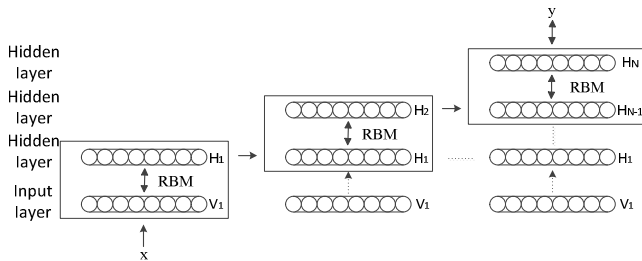 y
Hidden
layer
HN
RBM
Hidden
layer
HN-1
H2
RBM
Hidden
layer
H1
RBM
H1
H1
Input
layer
V1
V1
V1
x